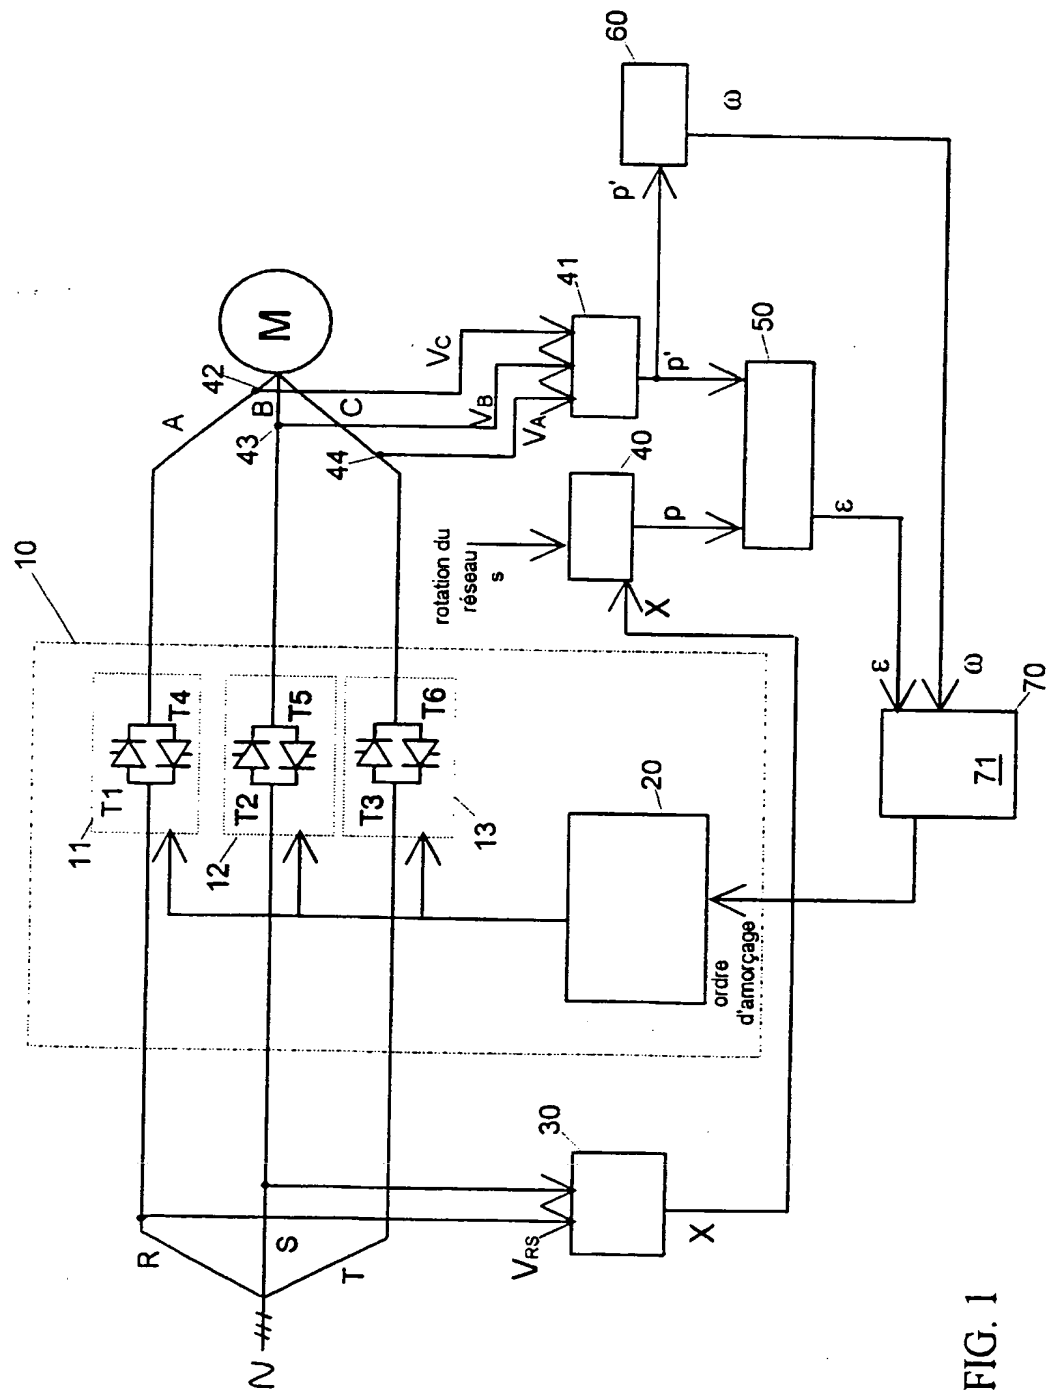 10
11
T1
T4
12
T2
T5
T3
T6
13
R
S
T
N
A
B
C
42
43
44
M
VRS
30
X
20
ordre
d'amorçage
rotation du
réseau
s
X
40
p
VA
VB
VC
41
p'
p'
50
60
ω
ε
ε
ω
70
71
FIG. 1